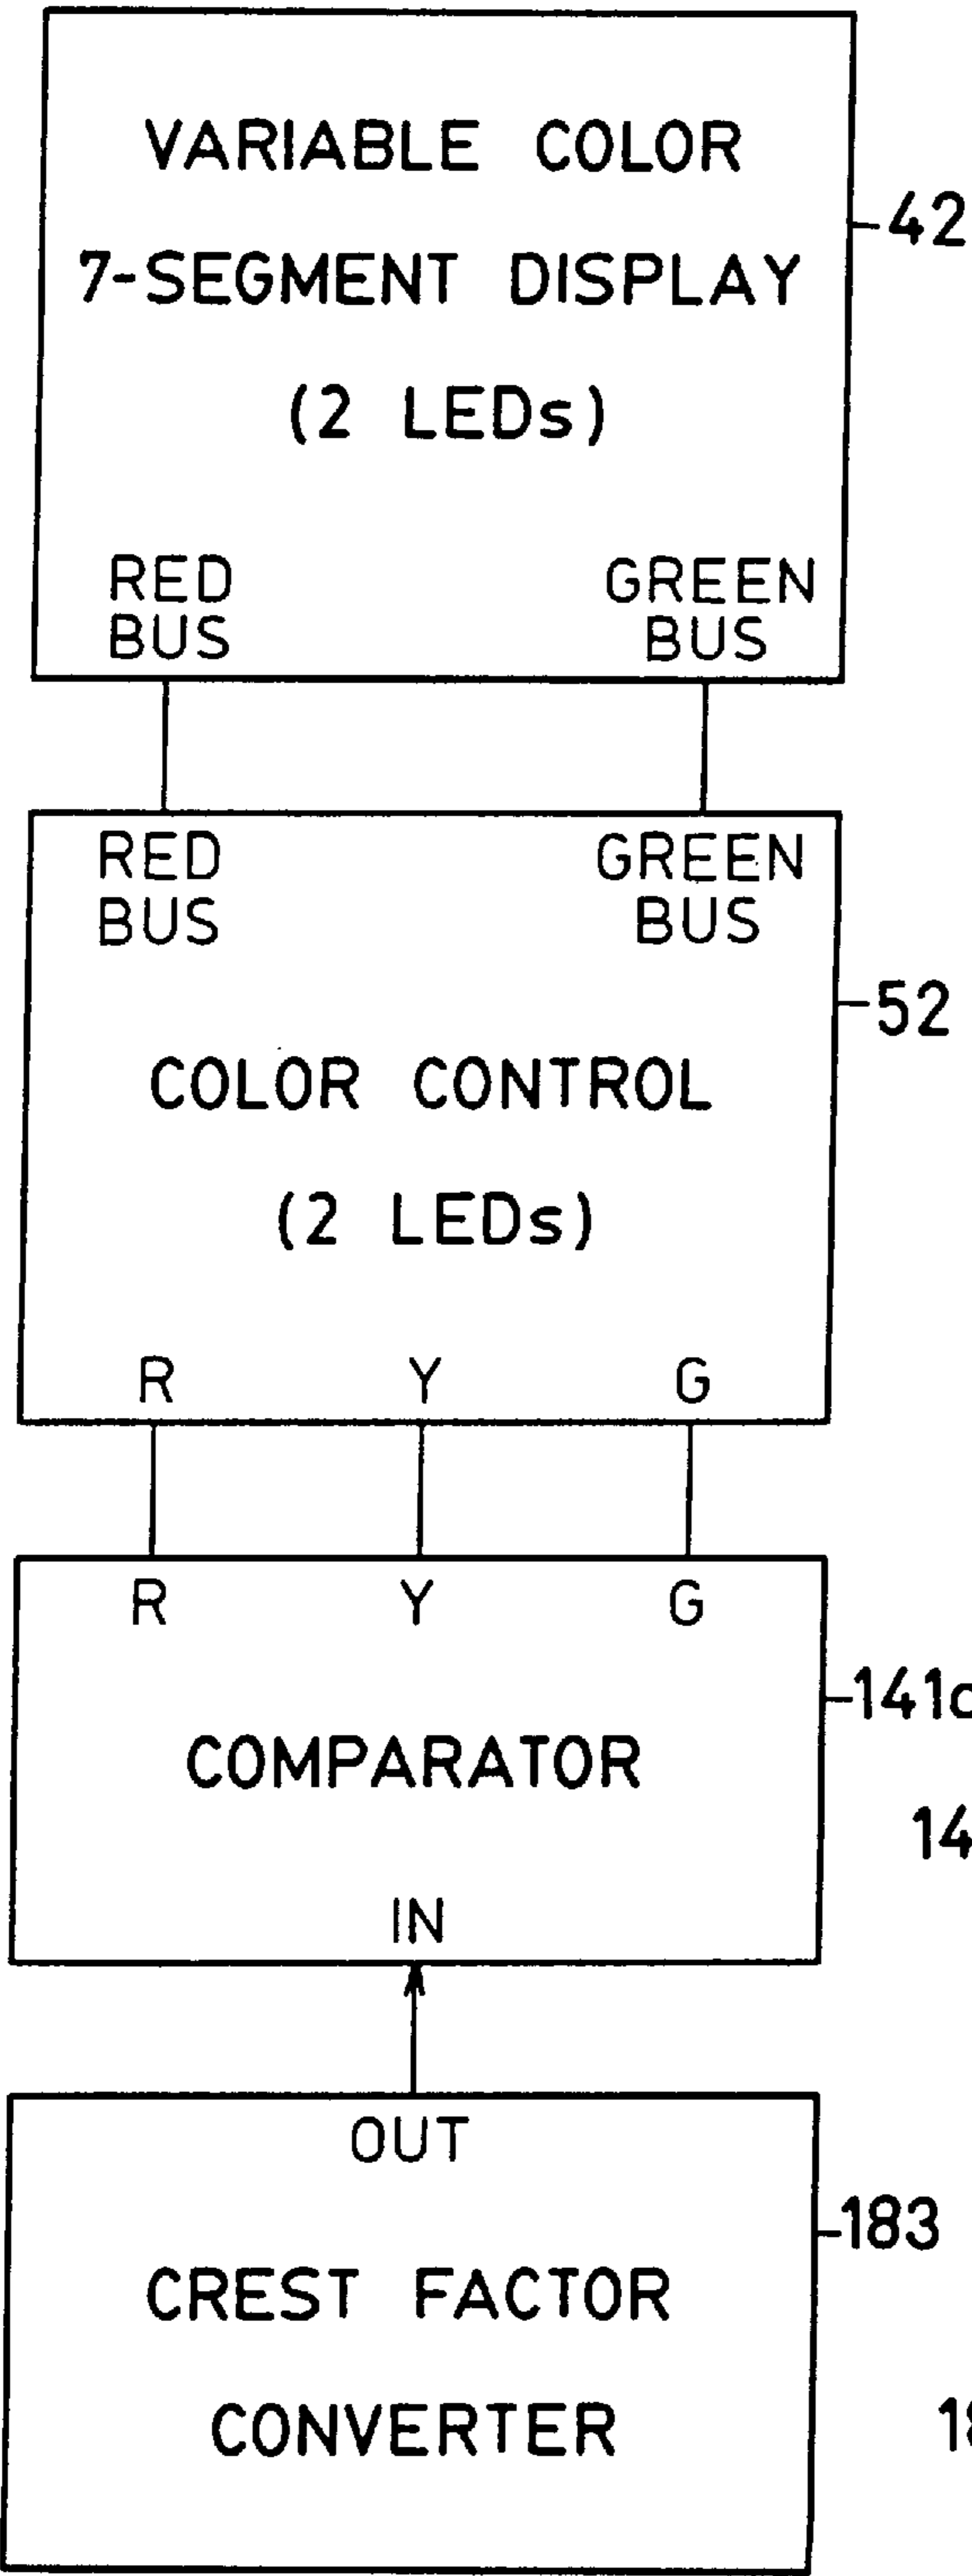 VARIABLE COLOR
7-SEGMENT DISPLAY
(2 LEDs)
42
RED BUS
GREEN BUS
RED BUS
GREEN BUS
52
COLOR CONTROL
(2 LEDs)
R Y G
R Y G
COMPARATOR
IN
OUT
183
CREST FACTOR
CONVERTER